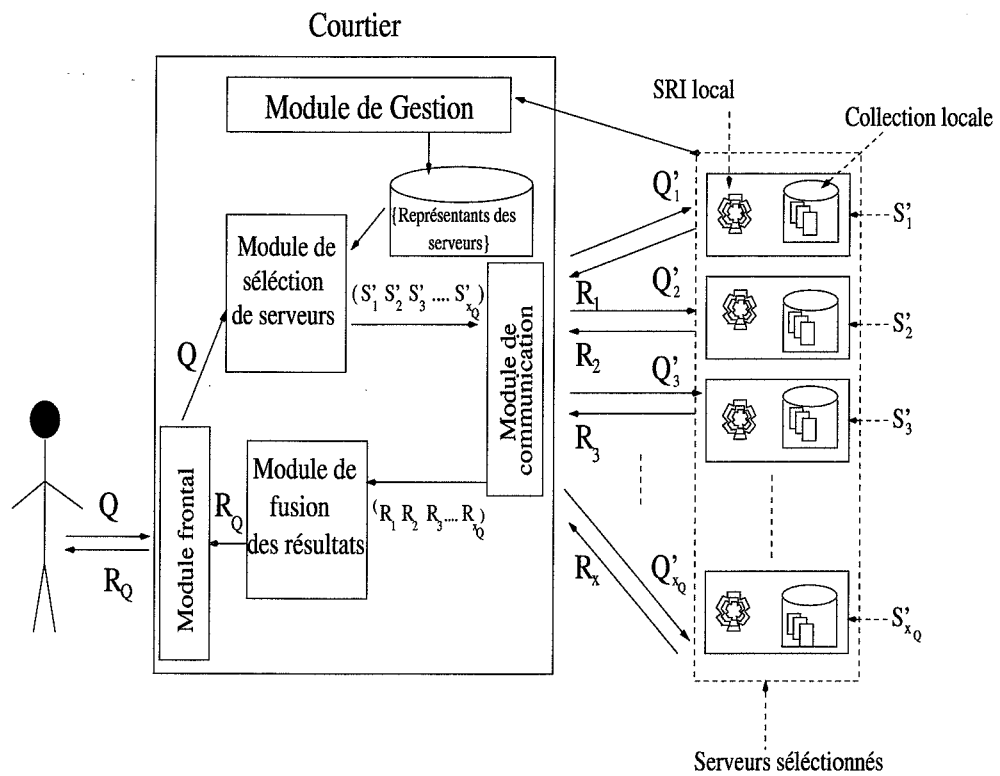 Courtier
Module de Gestion
SRI local
Collection locale
{Représentants des
serveurs}
Module de
séléction
de serveurs
(S'1 S'2 S'3 .... S'xQ)
Module de
communication
Q
Q'1
R1
Q'2
R2
Q'3
R3
Q'xQ
Rx
S'1
S'2
S'3
S'xQ
Module de
fusion
des résultats
(R1 R2 R3.... RxQ)
RQ
Module frontal
Q
RQ
Serveurs séléctionnés